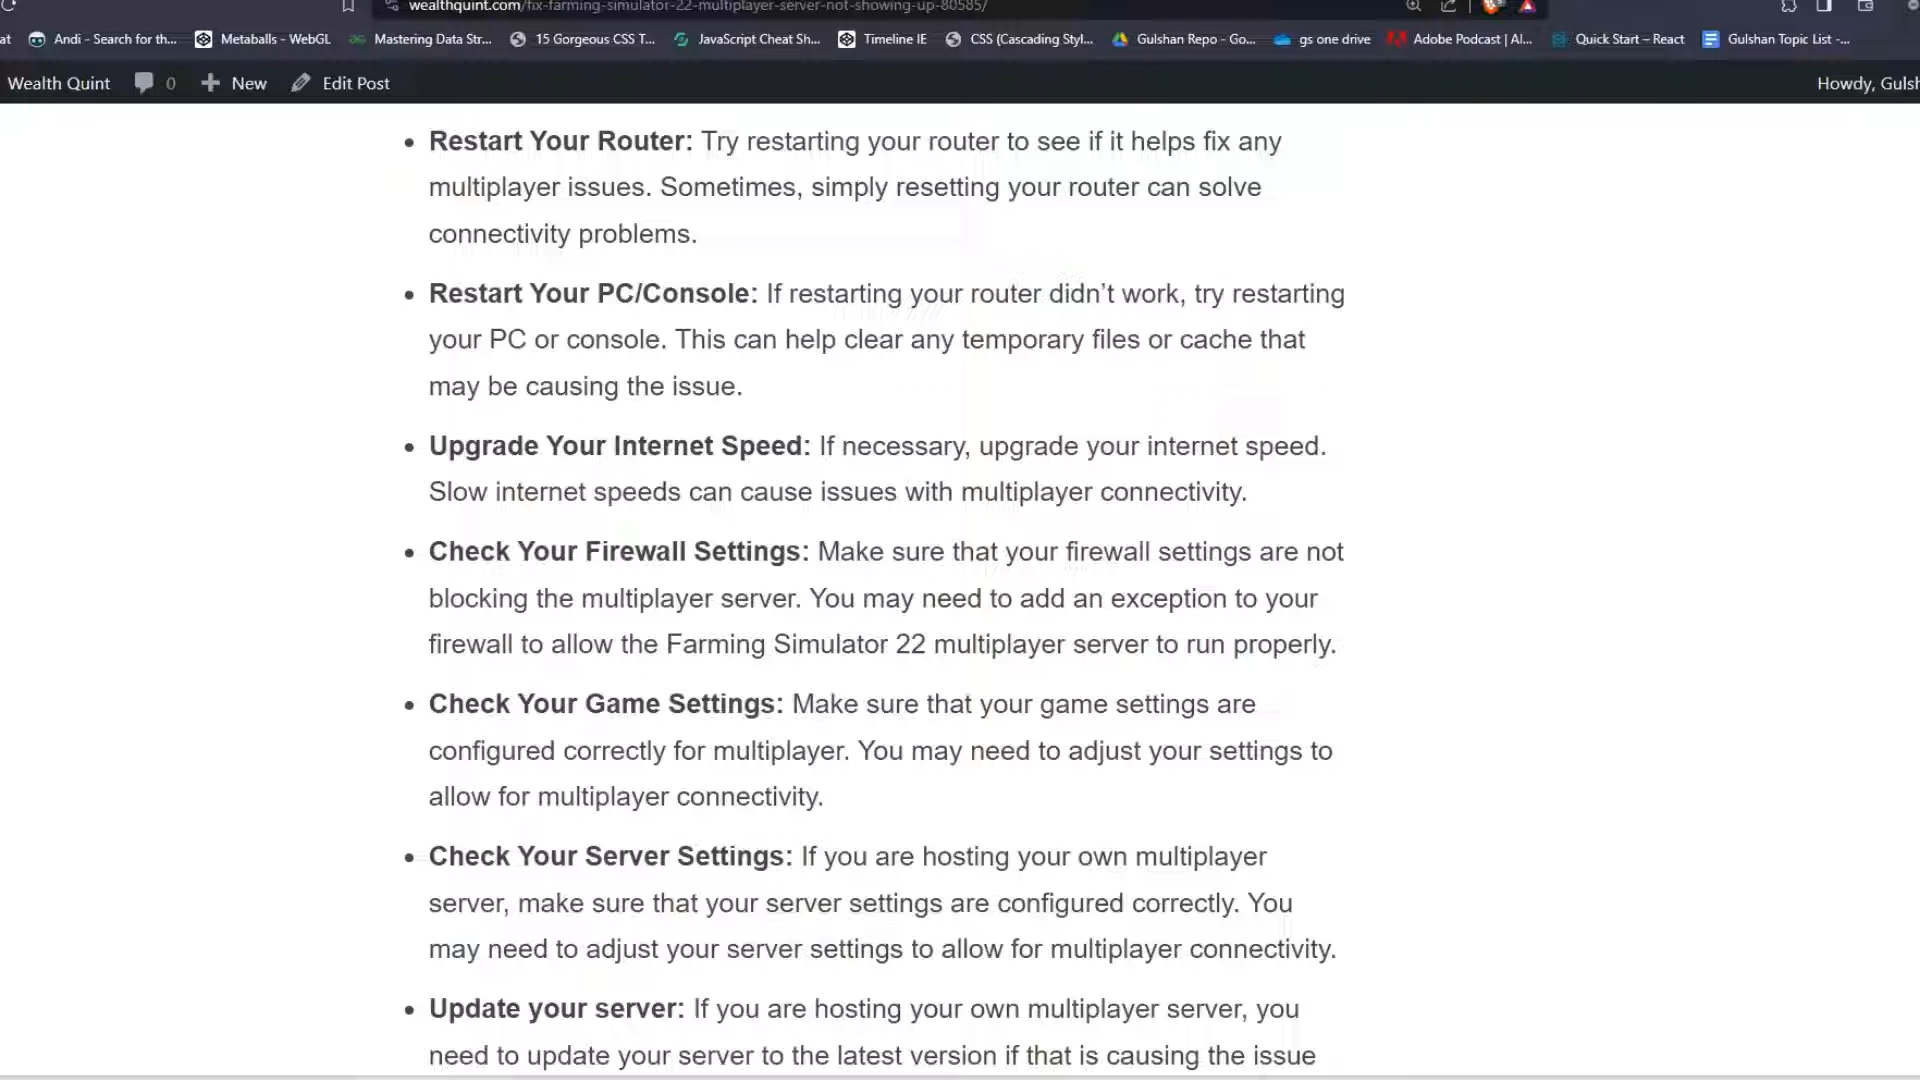 wealthquint.com/fix-farming-simulator-22-multiplayer-server-not-showing-up-80585/
at Andi - Search for th... Metaballs - WebGL Mastering Data Str... 15 Gorgeous CSS T... JavaScript Cheat Sh... Timeline IE CSS (Cascading Styl... Gulshan Repo - Go... gs one drive Adobe Podcast | AI... Quick Start – React Gulshan Topic List -...
Wealth Quint 0 New Edit Post Howdy, Gulsh
• Restart Your Router: Try restarting your router to see if it helps fix any
multiplayer issues. Sometimes, simply resetting your router can solve
connectivity problems.
• Restart Your PC/Console: If restarting your router didn’t work, try restarting
your PC or console. This can help clear any temporary files or cache that
may be causing the issue.
• Upgrade Your Internet Speed: If necessary, upgrade your internet speed.
Slow internet speeds can cause issues with multiplayer connectivity.
• Check Your Firewall Settings: Make sure that your firewall settings are not
blocking the multiplayer server. You may need to add an exception to your
firewall to allow the Farming Simulator 22 multiplayer server to run properly.
• Check Your Game Settings: Make sure that your game settings are
configured correctly for multiplayer. You may need to adjust your settings to
allow for multiplayer connectivity.
• Check Your Server Settings: If you are hosting your own multiplayer
server, make sure that your server settings are configured correctly. You
may need to adjust your server settings to allow for multiplayer connectivity.
• Update your server: If you are hosting your own multiplayer server, you
need to update your server to the latest version if that is causing the issue